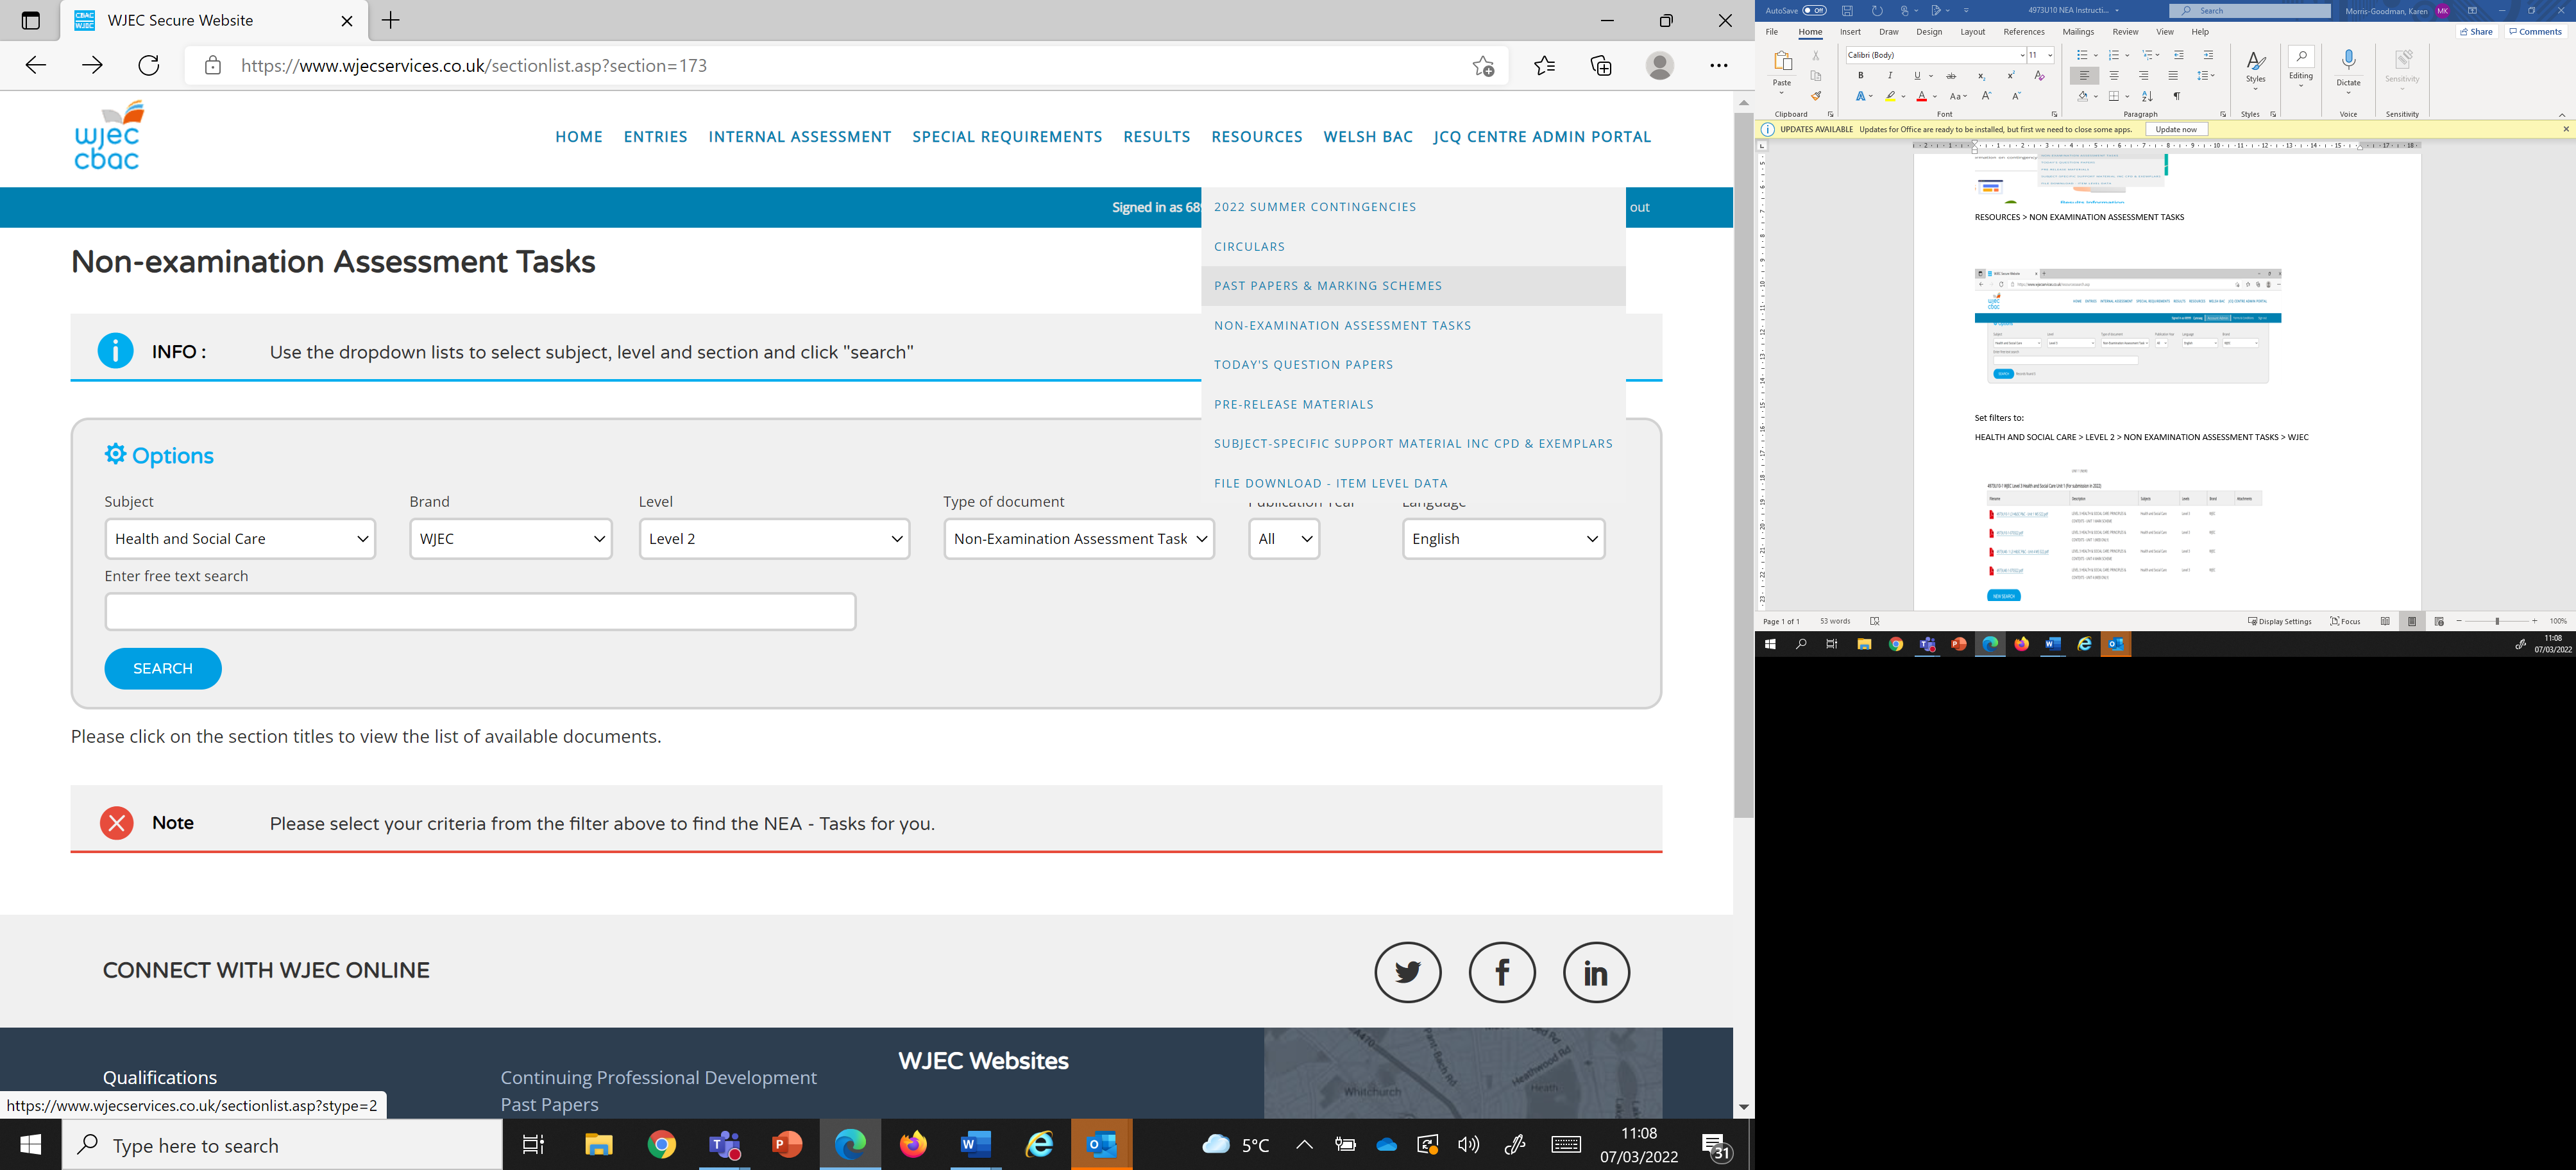 WJEC Secure Website
https://www.wjecservices.co.uk/sectionlist.asp?section=173
wjec
cbac
HOME ENTRIES INTERNAL ASSESSMENT SPECIAL REQUIREMENTS RESULTS RESOURCES WELSH BAC JCQ CENTRE ADMIN PORTAL
Signed in as 68 out
2022 SUMMER CONTINGENCIES
CIRCULARS
PAST PAPERS & MARKING SCHEMES
NON-EXAMINATION ASSESSMENT TASKS
TODAY'S QUESTION PAPERS
PRE-RELEASE MATERIALS
SUBJECT-SPECIFIC SUPPORT MATERIAL INC CPD & EXEMPLARS
FILE DOWNLOAD - ITEM LEVEL DATA
Non-examination Assessment Tasks
INFO : Use the dropdown lists to select subject, level and section and click "search"
Options
Subject Brand Level Type of document Publication Year Language
Health and Social Care WJEC Level 2 Non-Examination Assessment Task All English
Enter free text search
SEARCH
Please click on the section titles to view the list of available documents.
Note Please select your criteria from the filter above to find the NEA - Tasks for you.
CONNECT WITH WJEC ONLINE
Qualifications
Continuing Professional Development
Past Papers
WJEC Websites
Whitchurch
Heathwood Rd
Heath
https://www.wjecservices.co.uk/sectionlist.asp?stype=2
Type here to search
5°C
11:08
07/03/2022
31
AutoSave Off 4973U10 NEA Instructi... Search Morris-Goodman, Karen MK
File Home Insert Draw Design Layout References Mailings Review View Help Share Comments
Calibri (Body) 11
Paste Styles Editing Dictate Sensitivity
Clipboard Font Paragraph Styles Voice Sensitivity
UPDATES AVAILABLE Updates for Office are ready to be installed, but first we need to close some apps. Update now
RESOURCES > NON EXAMINATION ASSESSMENT TASKS
Set filters to:
HEALTH AND SOCIAL CARE > LEVEL 2 > NON EXAMINATION ASSESSMENT TASKS > WJEC
NEW SEARCH
Page 1 of 1 53 words Display Settings Focus 100%
11:08
07/03/2022